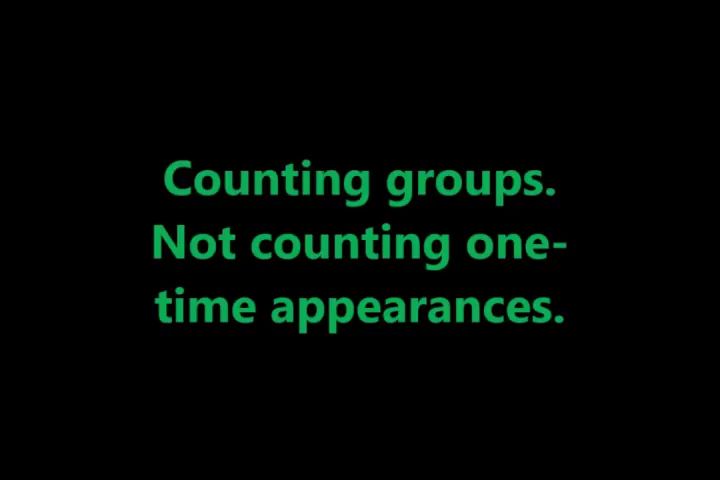 Counting groups.
Not counting one-
time appearances.